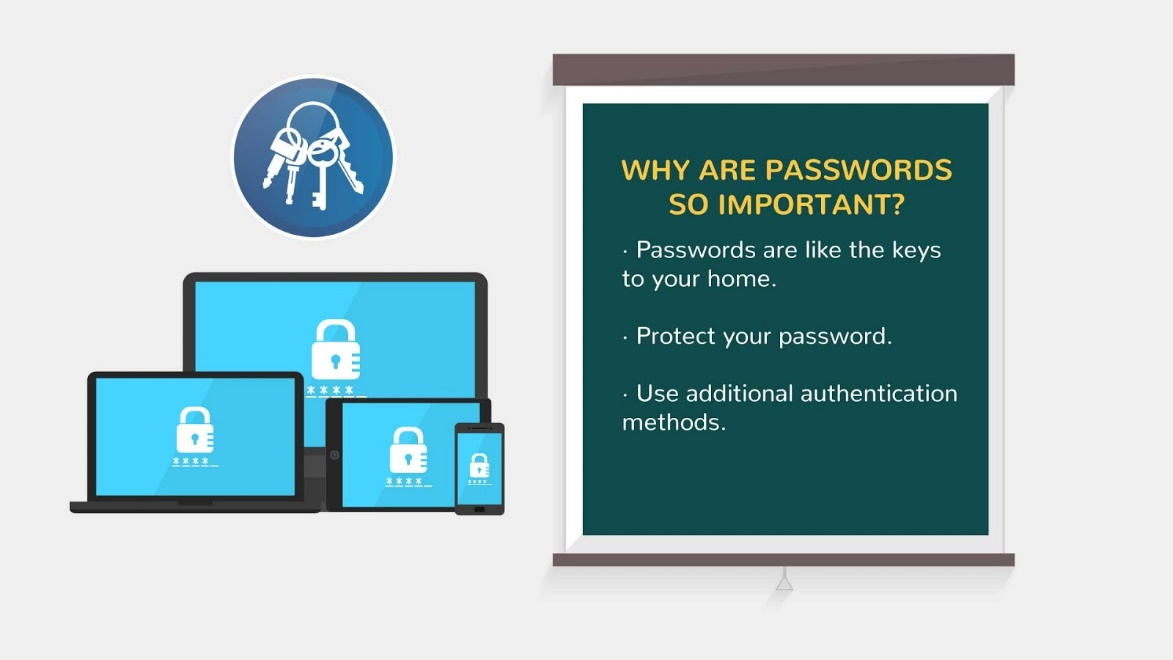 WHY ARE PASSWORDS
SO IMPORTANT?
· Passwords are like the keys
to your home.
· Protect your password.
· Use additional authentication
methods.
****_
****_
****_
****_